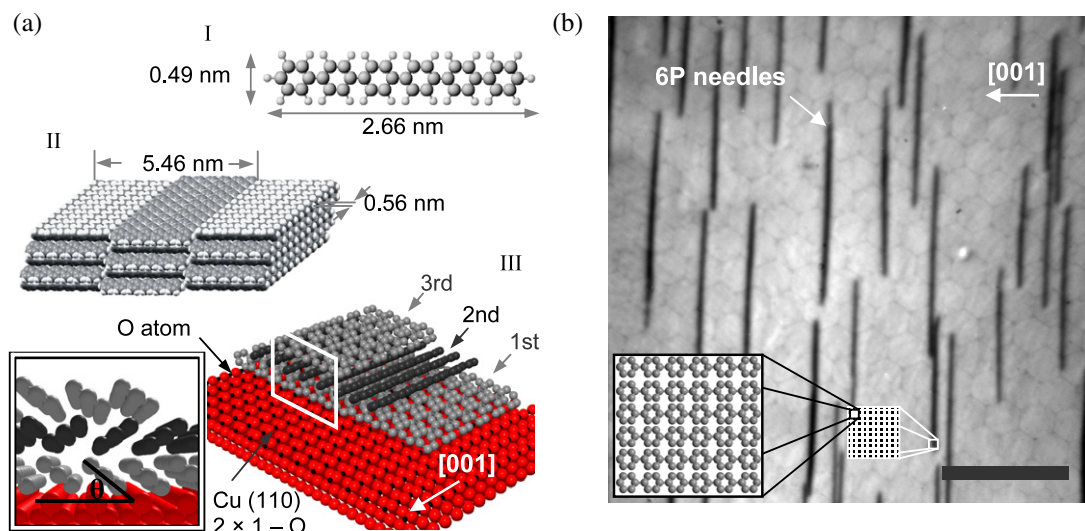 (a)
I
0.49 nm
2.66 nm
II
5.46 nm
0.56 nm
III
3rd
2nd
1st
O atom
θ
[001]
Cu (110)
2 × 1 – O
(b)
6P needles
[001]